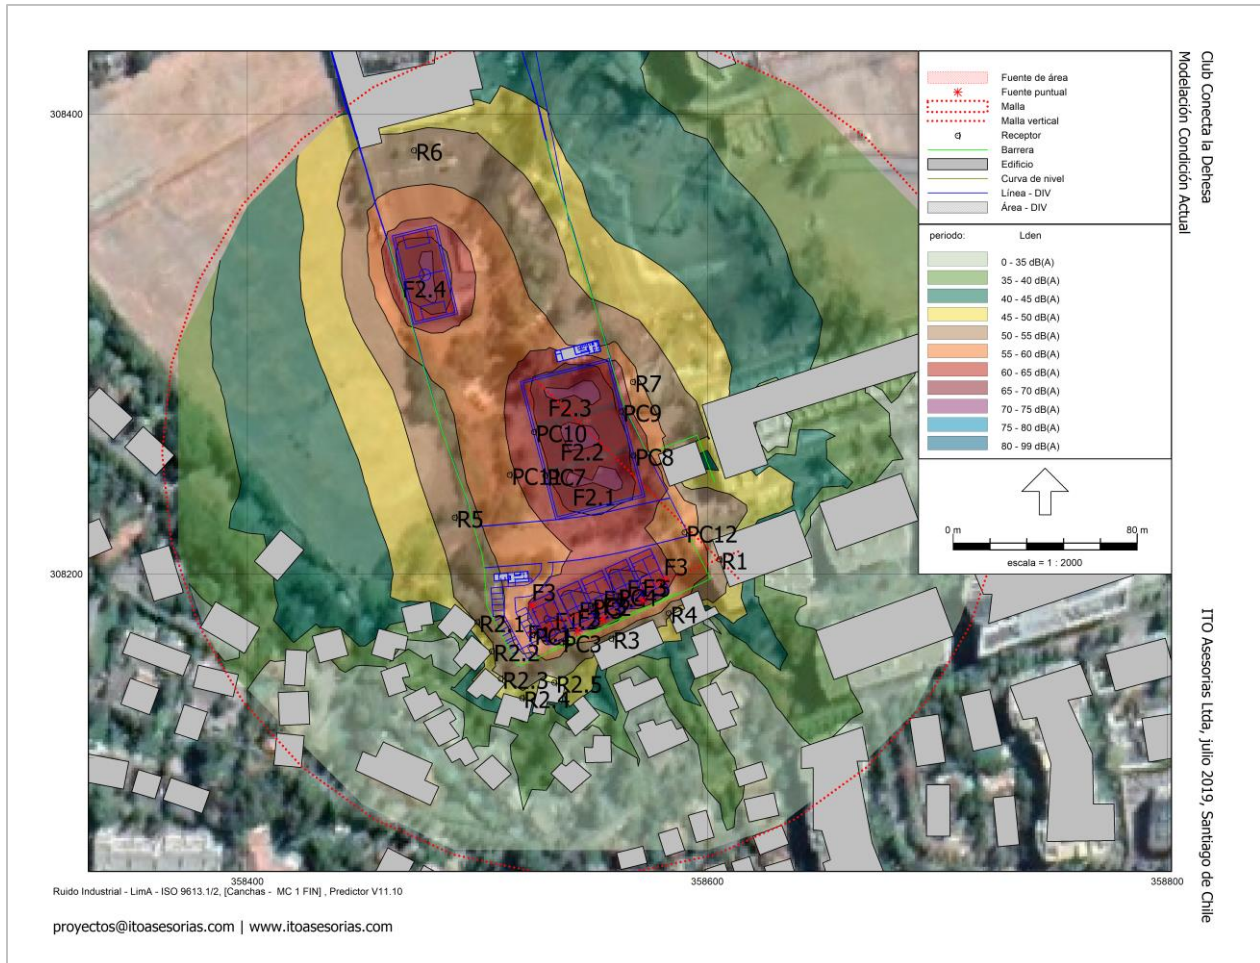 Club Conecta la Dehesa
Modelación Condición Actual
Fuente de área
Fuente puntual
Malla
Malla vertical
Receptor
Barrera
Edificio
Curva de nivel
Línea - DIV
Área - DIV
periodo: Lden
0 - 35 dB(A)
35 - 40 dB(A)
40 - 45 dB(A)
45 - 50 dB(A)
50 - 55 dB(A)
55 - 60 dB(A)
60 - 65 dB(A)
65 - 70 dB(A)
70 - 75 dB(A)
75 - 80 dB(A)
80 - 99 dB(A)
0 m 80 m
escala = 1 : 2000
308400
R6
F2.4
R7
F2.3
PC9
PC10
F2.2
PC8
PC7
F2.1
R5
PC12
R1
308200
F3
F3
R2.1
R4
PC1
PC3
R3
R2.2
R2.3
R2.5
R2.4
358400
358600
358800
Ruido Industrial - LimA - ISO 9613.1/2, [Canchas - MC 1 FIN] , Predictor V11.10
proyectos@itoasesorias.com | www.itoasesorias.com
ITO Asesorias Ltda, julio 2019, Santiago de Chile